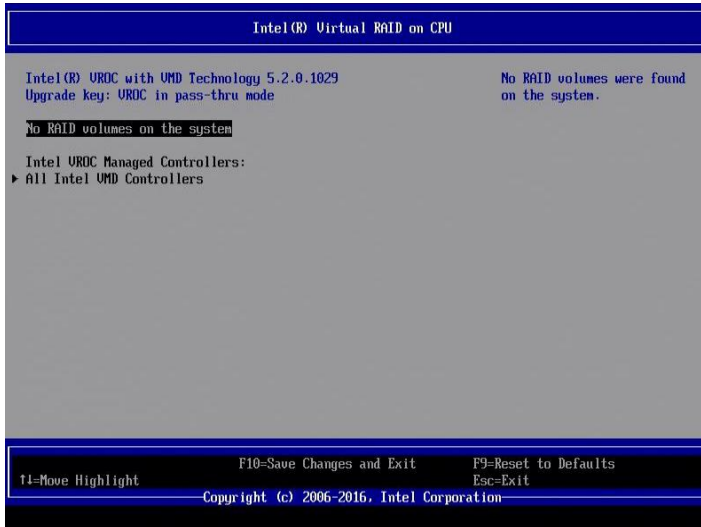 Intel(R) Virtual RAID on CPU
Intel(R) VROC with VMD Technology 5.2.0.1029
Upgrade key: VROC in pass-thru mode
No RAID volumes were found
on the system.
No RAID volumes on the system
Intel VROC Managed Controllers:
▶ All Intel VMD Controllers
F10=Save Changes and Exit F9=Reset to Defaults
↑↓=Move Highlight Esc=Exit
Copyright (c) 2006-2016, Intel Corporation